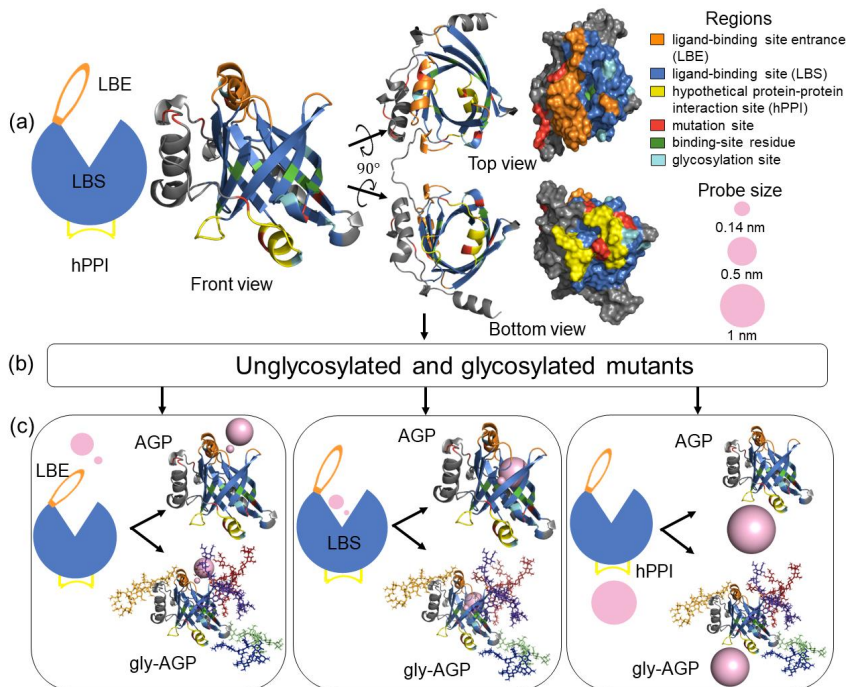 Regions
ligand-binding site entrance
(LBE)
ligand-binding site (LBS)
hypothetical protein-protein
interaction site (hPPI)
mutation site
binding-site residue
glycosylation site
(a)
LBE
LBS
hPPI
Front view
90°
Top view
Bottom view
Probe size
0.14 nm
0.5 nm
1 nm
(b)
Unglycosylated and glycosylated mutants
(c)
LBE
AGP
gly-AGP
AGP
LBS
gly-AGP
AGP
hPPI
gly-AGP